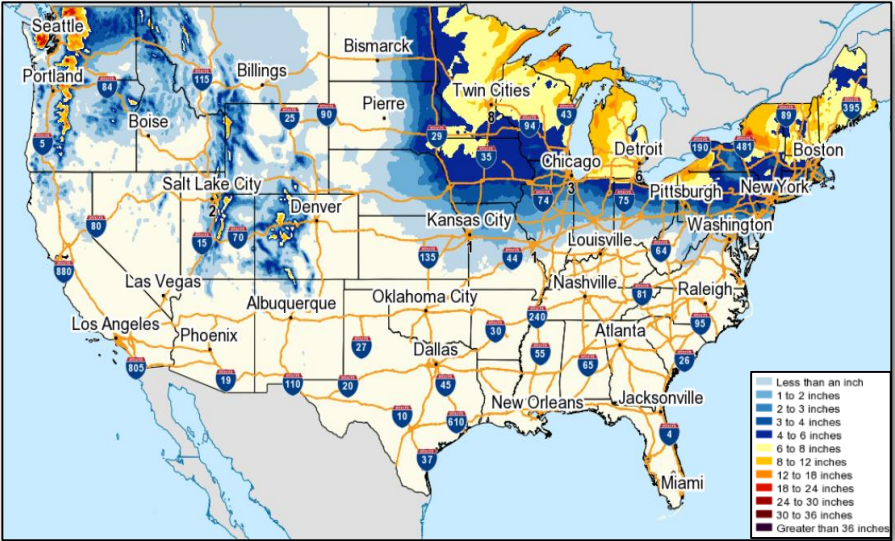 Seattle
Bismarck
Portland
115
Billings
84
Twin Cities
Pierre
25
90
8
43
89
395
Boise
29
94
5
35
190
481
Detroit
Boston
Chicago
6
Salt Lake City
3
Pittsburgh
New York
2
Denver
74
75
80
Kansas City
Washington
15
70
1
Louisville
135
44
1
64
880
Las Vegas
Nashville
81
Raleigh
Albuquerque
Oklahoma City
240
95
Los Angeles
Phoenix
30
Atlanta
27
Dallas
55
26
805
65
19
110
20
45
New Orleans
Jacksonville
10
610
4
37
Miami
Less than an inch
1 to 2 inches
2 to 3 inches
3 to 4 inches
4 to 6 inches
6 to 8 inches
8 to 12 inches
12 to 18 inches
18 to 24 inches
24 to 30 inches
30 to 36 inches
Greater than 36 inches